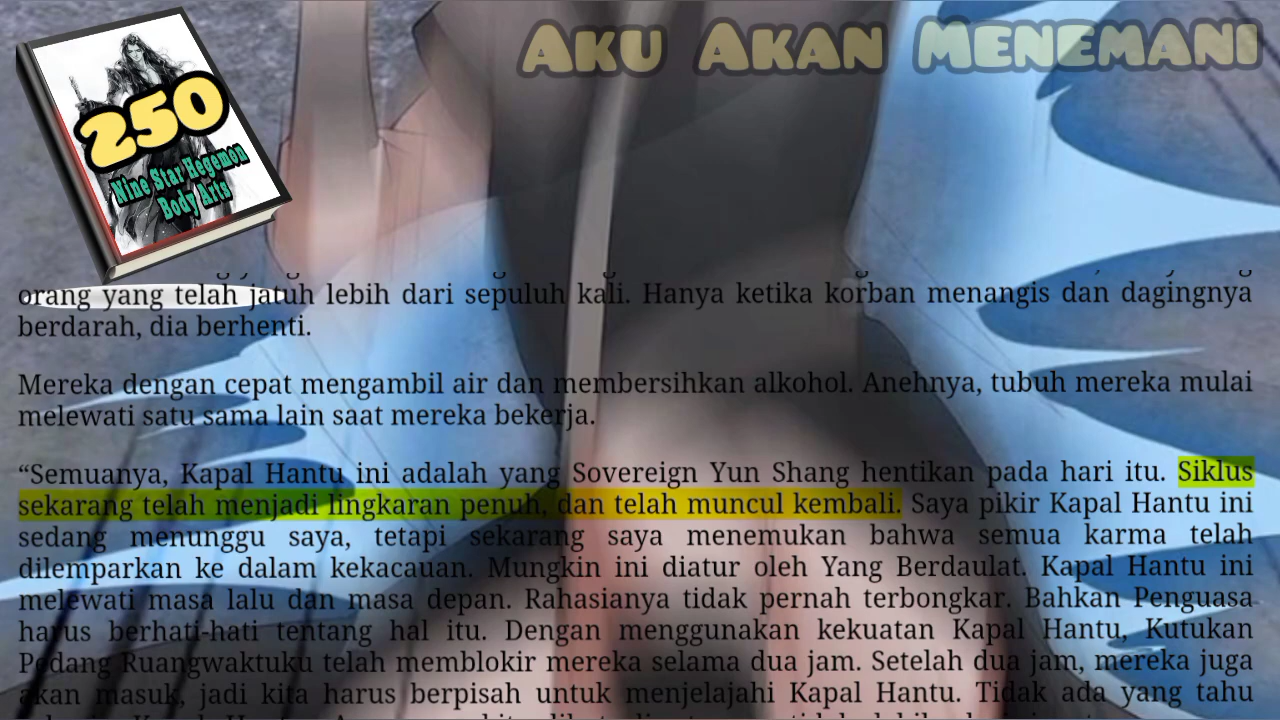 Aku Akan Menemani
250
Nine Star Hegemon
Body Arts
orang yang telah jatuh lebih dari sepuluh kali. Hanya ketika korban menangis dan dagingnya
berdarah, dia berhenti.
Mereka dengan cepat mengambil air dan membersihkan alkohol. Anehnya, tubuh mereka mulai
melewati satu sama lain saat mereka bekerja.
“Semuanya, Kapal Hantu ini adalah yang Sovereign Yun Shang hentikan pada hari itu. Siklus
sekarang telah menjadi lingkaran penuh, dan telah muncul kembali. Saya pikir Kapal Hantu ini
sedang menunggu saya, tetapi sekarang saya menemukan bahwa semua karma telah
dilemparkan ke dalam kekacauan. Mungkin ini diatur oleh Yang Berdaulat. Kapal Hantu ini
melewati masa lalu dan masa depan. Rahasianya tidak pernah terbongkar. Bahkan Penguasa
harus berhati-hati tentang hal itu. Dengan menggunakan kekuatan Kapal Hantu, Kutukan
Pedang Ruangwaktuku telah memblokir mereka selama dua jam. Setelah dua jam, mereka juga
akan masuk, jadi kita harus berpisah untuk menjelajahi Kapal Hantu. Tidak ada yang tahu